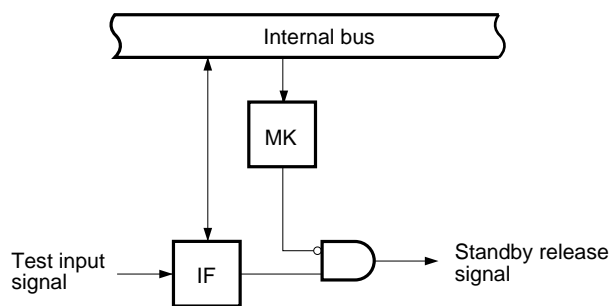 Internal bus
MK
Test input
signal
IF
Standby release
signal